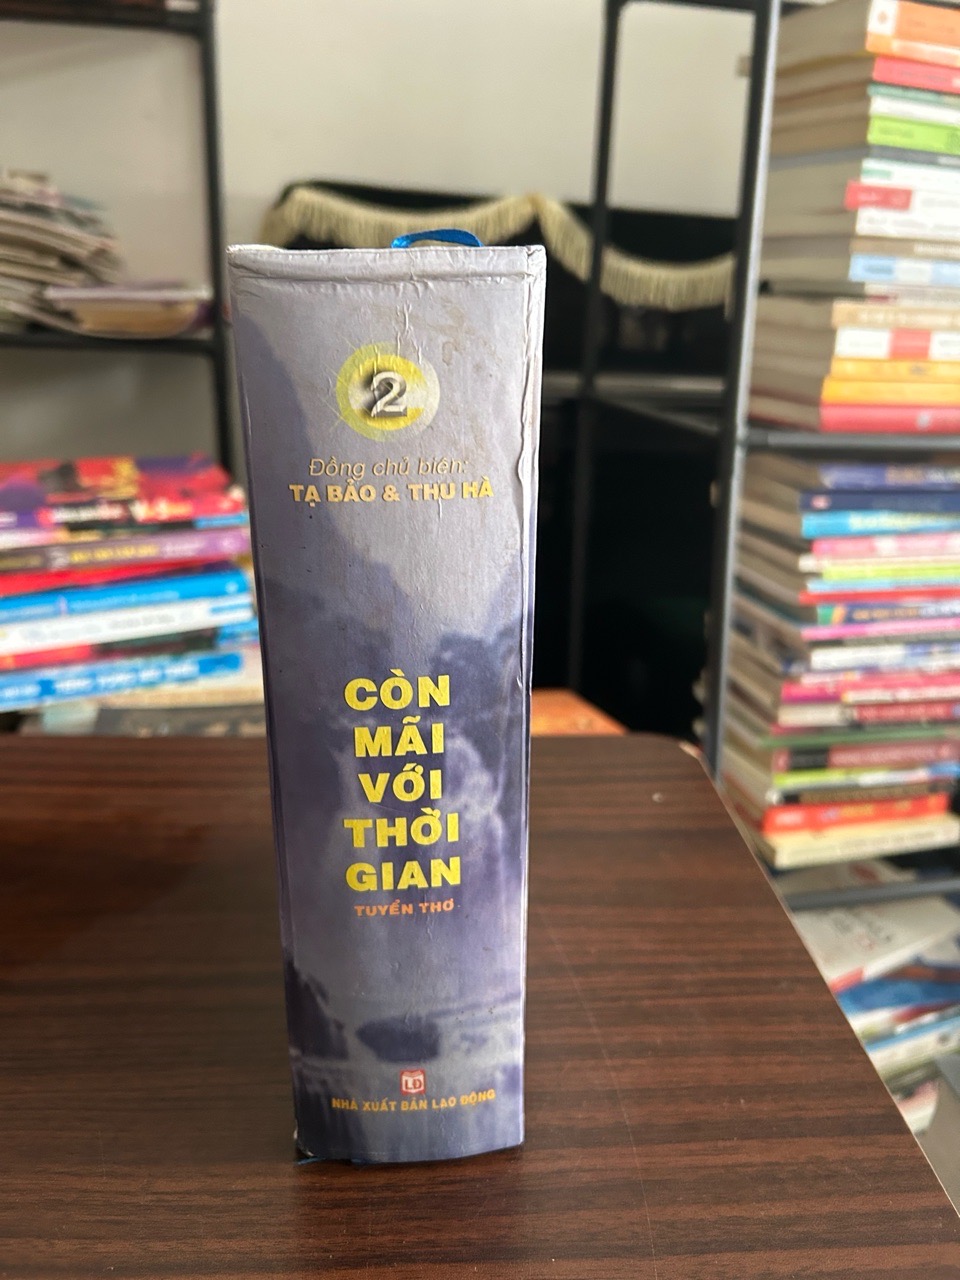 2
Đồng chủ biên:
TẠ BẢO & THU HÀ
CÒN
MÃI
VỚI
THỜI
GIAN
TUYỂN THƠ
LĐ
NHÀ XUẤT BẢN LAO ĐỘNG